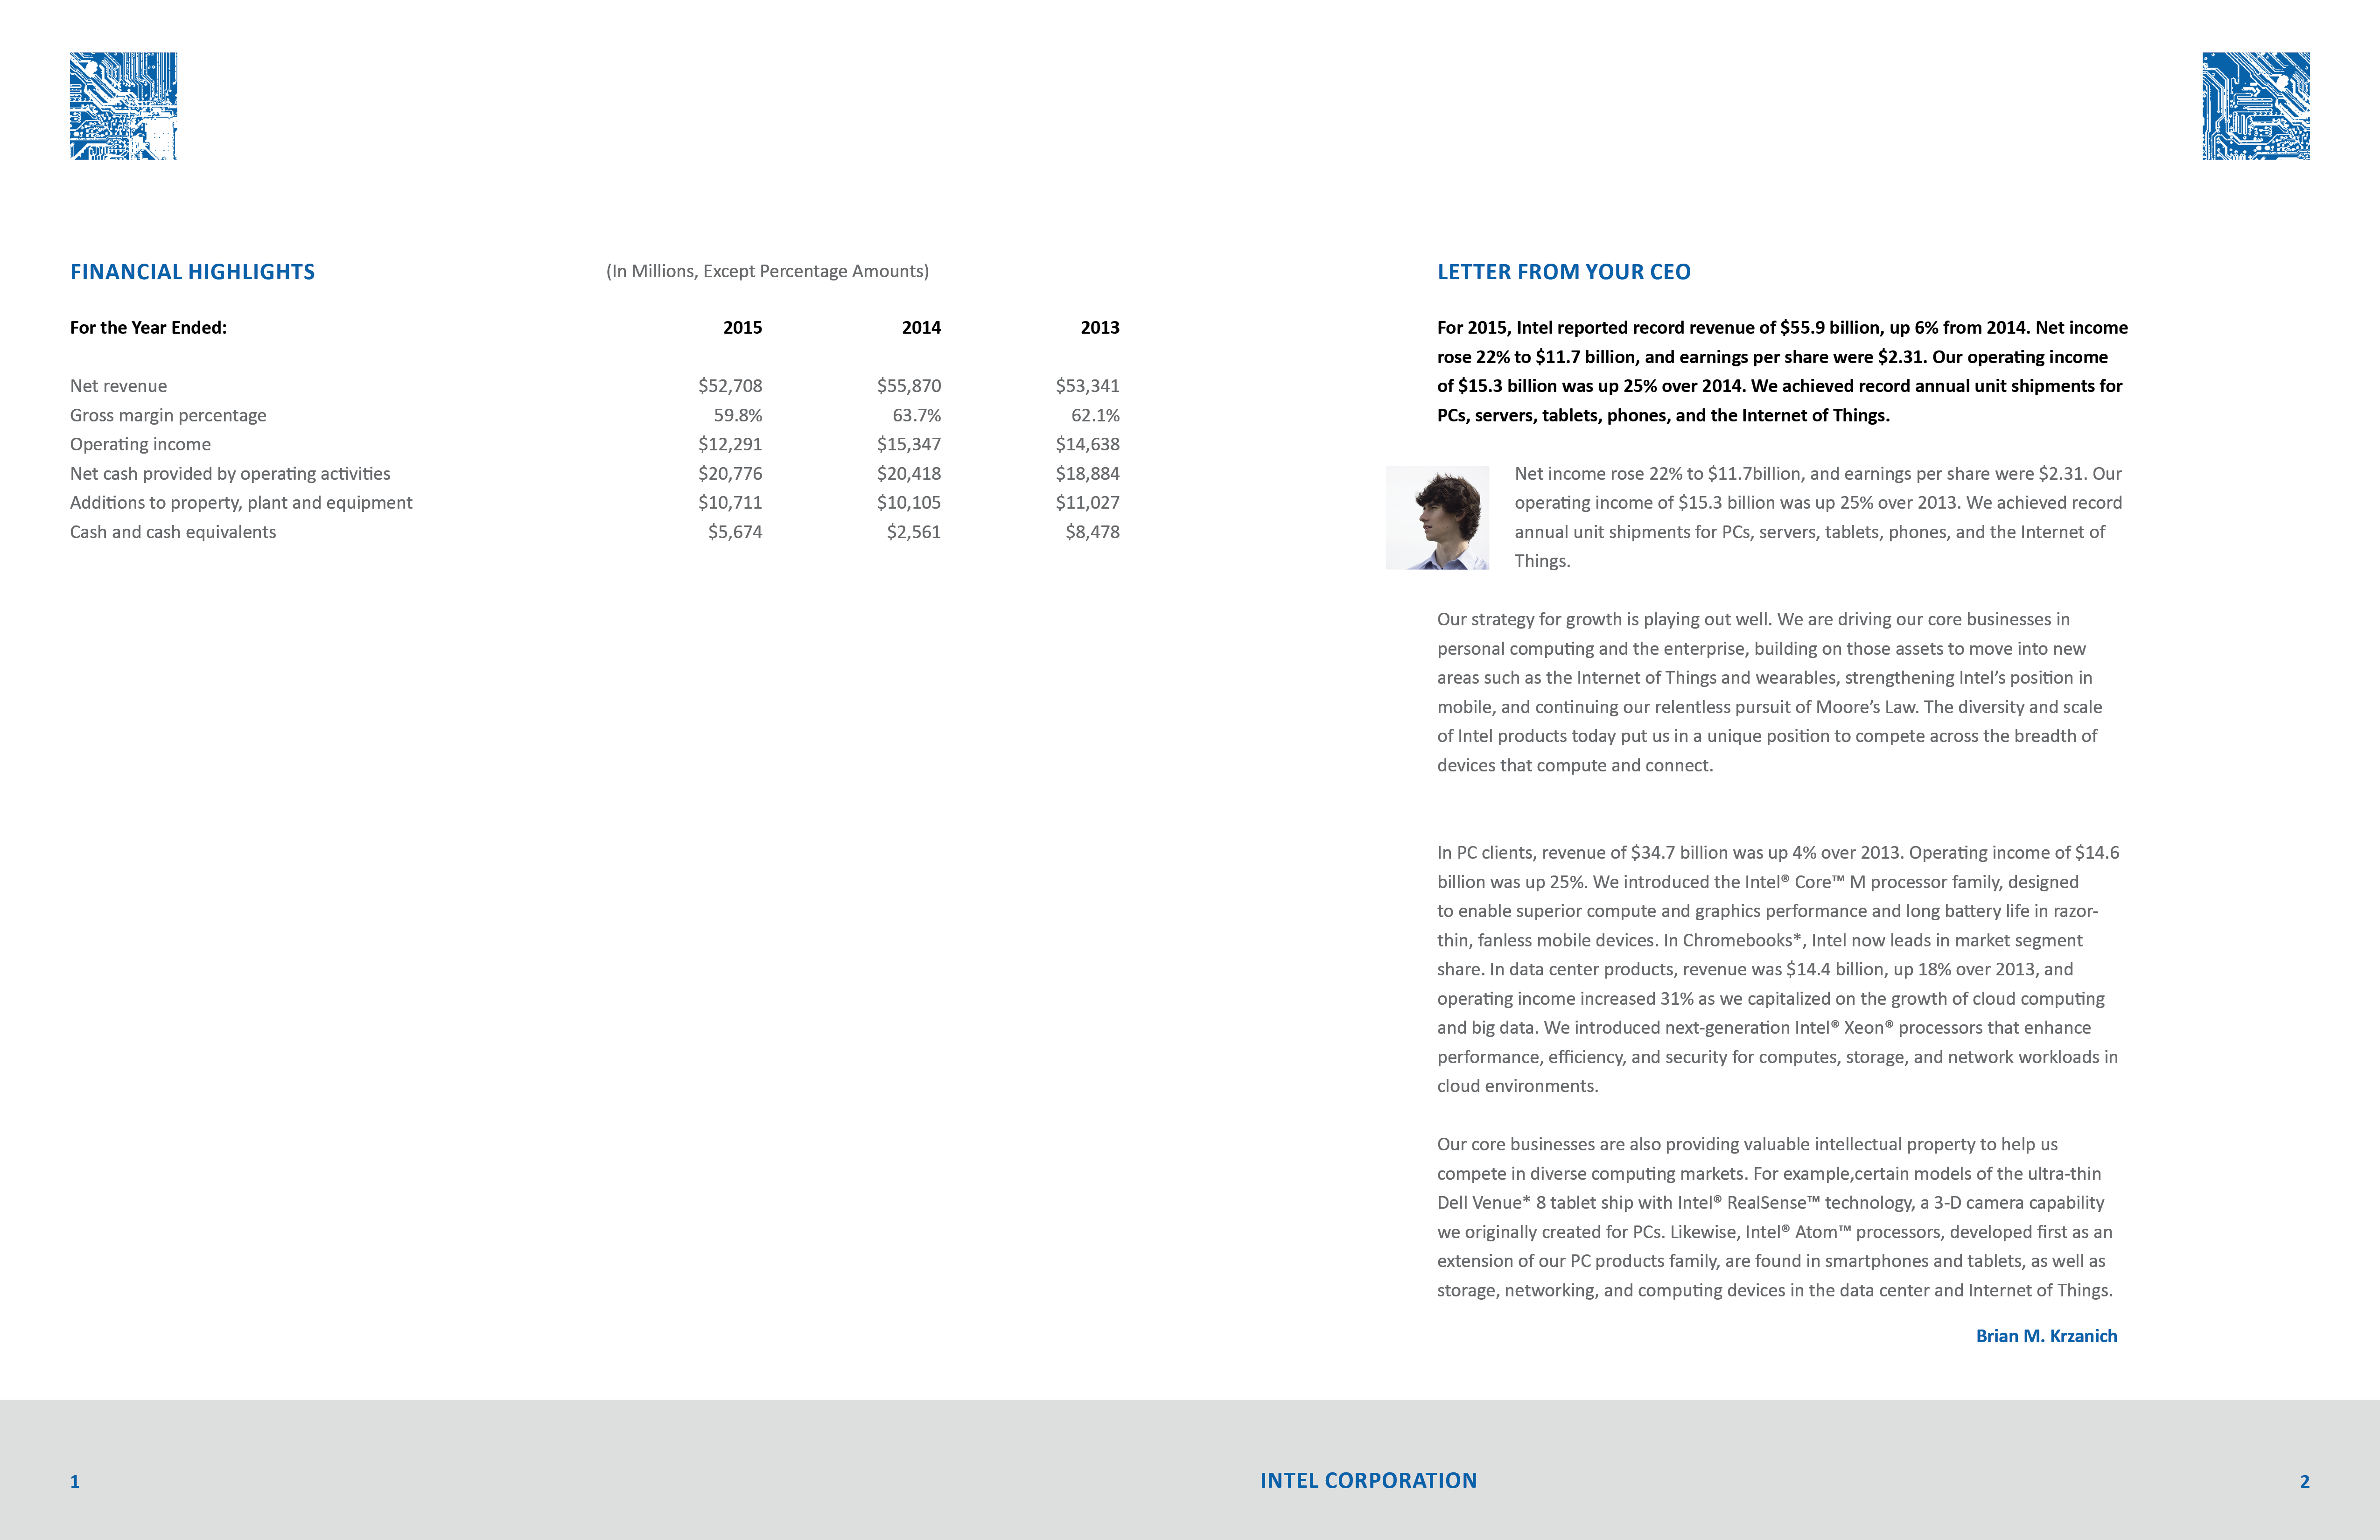 FINANCIAL HIGHLIGHTS (In Millions, Except Percentage Amounts)
For the Year Ended: 2015 2014 2013
Net revenue $52,708 $55,870 $53,341
Gross margin percentage 59.8% 63.7% 62.1%
Operating income $12,291 $15,347 $14,638
Net cash provided by operating activities $20,776 $20,418 $18,884
Additions to property, plant and equipment $10,711 $10,105 $11,027
Cash and cash equivalents $5,674 $2,561 $8,478
LETTER FROM YOUR CEO
For 2015, Intel reported record revenue of $55.9 billion, up 6% from 2014. Net income
rose 22% to $11.7 billion, and earnings per share were $2.31. Our operating income
of $15.3 billion was up 25% over 2014. We achieved record annual unit shipments for
PCs, servers, tablets, phones, and the Internet of Things.
Net income rose 22% to $11.7billion, and earnings per share were $2.31. Our
operating income of $15.3 billion was up 25% over 2013. We achieved record
annual unit shipments for PCs, servers, tablets, phones, and the Internet of
Things.
Our strategy for growth is playing out well. We are driving our core businesses in
personal computing and the enterprise, building on those assets to move into new
areas such as the Internet of Things and wearables, strengthening Intel’s position in
mobile, and continuing our relentless pursuit of Moore’s Law. The diversity and scale
of Intel products today put us in a unique position to compete across the breadth of
devices that compute and connect.
In PC clients, revenue of $34.7 billion was up 4% over 2013. Operating income of $14.6
billion was up 25%. We introduced the Intel® Core™ M processor family, designed
to enable superior compute and graphics performance and long battery life in razor-
thin, fanless mobile devices. In Chromebooks*, Intel now leads in market segment
share. In data center products, revenue was $14.4 billion, up 18% over 2013, and
operating income increased 31% as we capitalized on the growth of cloud computing
and big data. We introduced next-generation Intel® Xeon® processors that enhance
performance, efficiency, and security for computes, storage, and network workloads in
cloud environments.
Our core businesses are also providing valuable intellectual property to help us
compete in diverse computing markets. For example,certain models of the ultra-thin
Dell Venue* 8 tablet ship with Intel® RealSense™ technology, a 3-D camera capability
we originally created for PCs. Likewise, Intel® Atom™ processors, developed first as an
extension of our PC products family, are found in smartphones and tablets, as well as
storage, networking, and computing devices in the data center and Internet of Things.
Brian M. Krzanich
1
INTEL CORPORATION
2